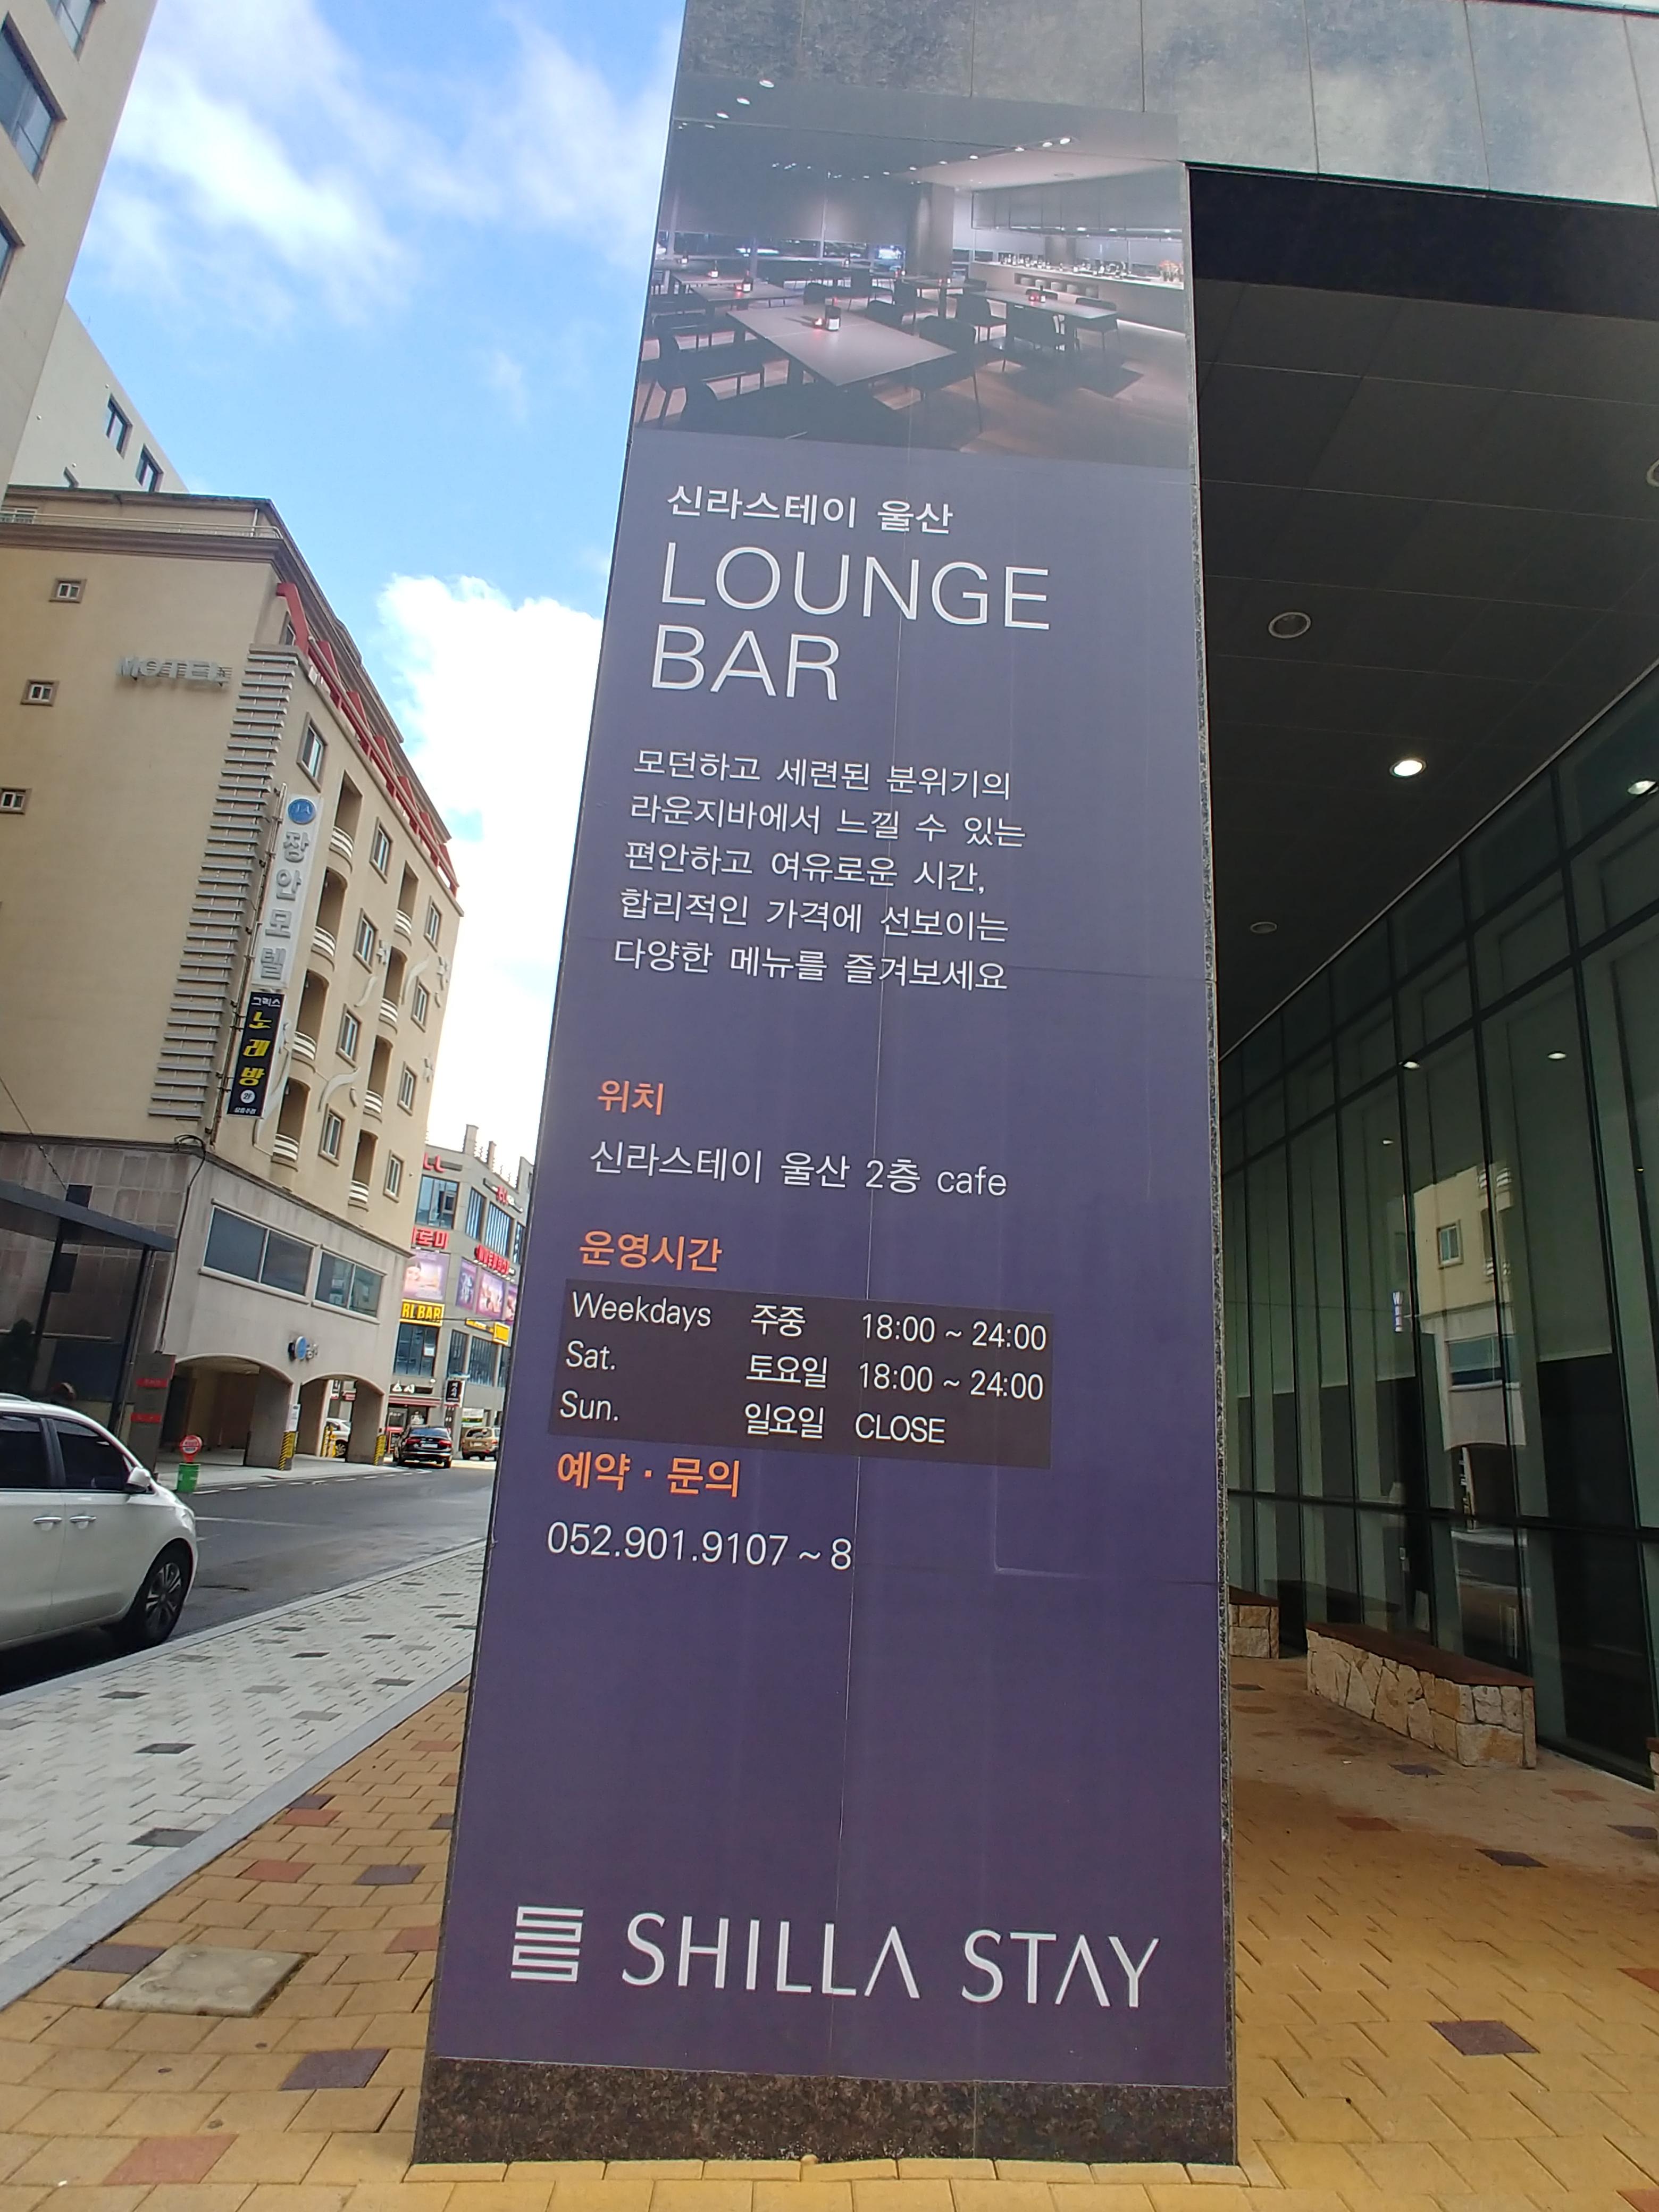 신라스테이 울산
LOUNGE
BAR
모던하고 세련된 분위기의
라운지바에서 느낄 수 있는
편안하고 여유로운 시간,
합리적인 가격에 선보이는
다양한 메뉴를 즐겨보세요
위치
신라스테이 울산 2층 cafe
운영시간
Weekdays 주중 18:00 ~ 24:00
Sat. 토요일 18:00 ~ 24:00
Sun. 일요일 CLOSE
예약 · 문의
052.901.9107 ~ 8
SHILLA STAY
MOTEL
장안모텔
그리스
노래방
BAR